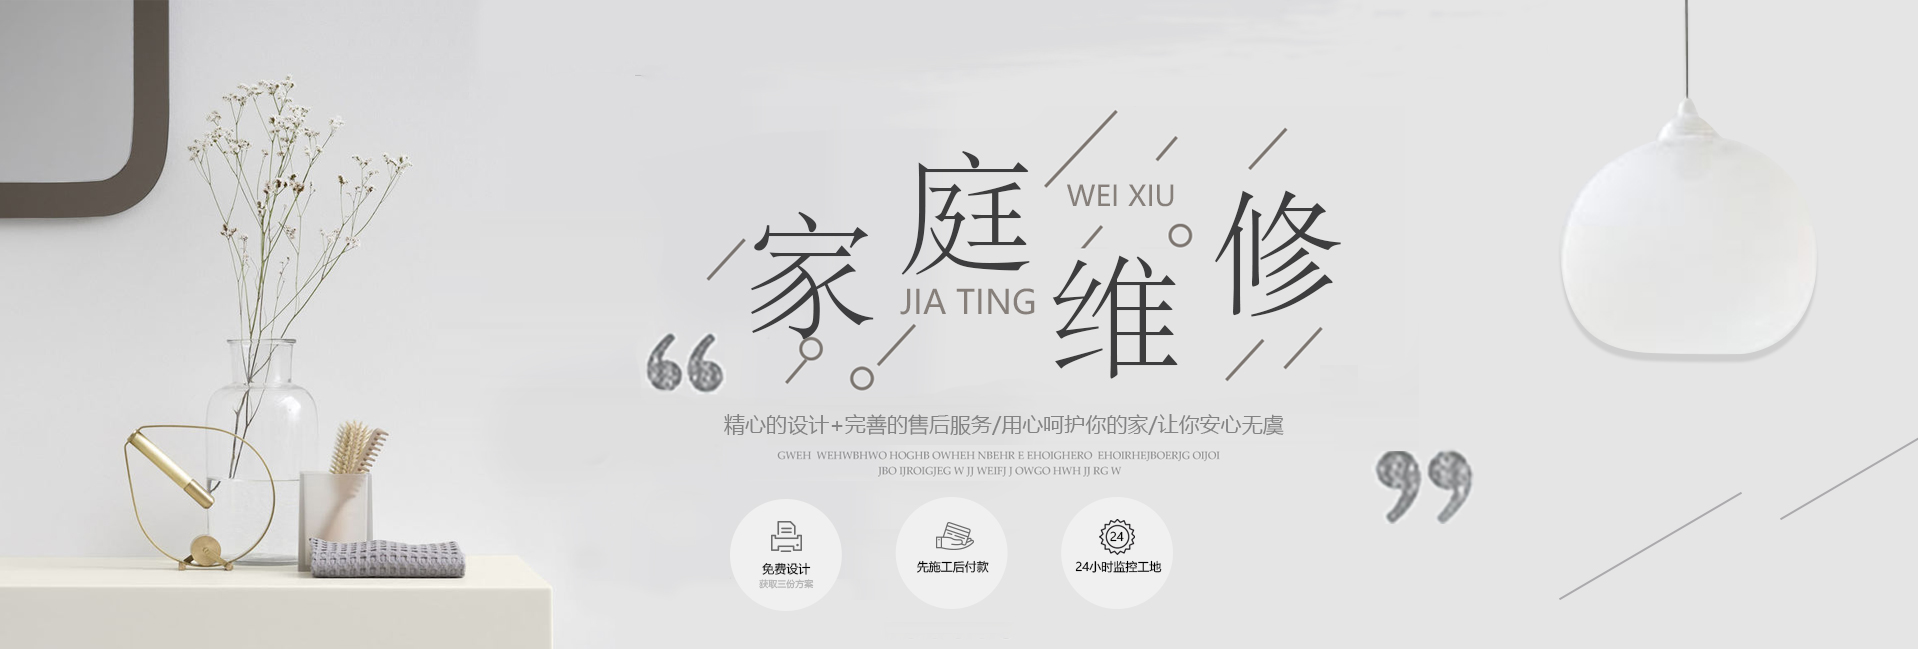 家庭维修
WEI XIU
JIA TING
精心的设计+完善的售后服务/用心呵护你的家/让你安心无虞
GWEH WEHWBHWO HOGHB OWHEH NBEHR E EHOIGHERO EHOIRHEJBOERJG OIJOI
JBO IJROIGJEG W JJ WEIFJ J OWGO HWH JJ RG W
免费设计
获取三份方案
先施工后付款
24
24小时监控工地